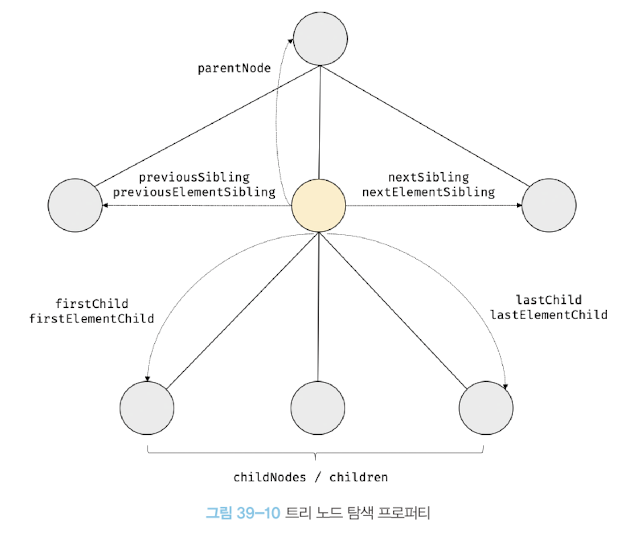 parentNode
previousSibling
previousElementSibling
nextSibling
nextElementSibling
firstChild
firstElementChild
lastChild
lastElementChild
childNodes / children
그림 39–10 트리 노드 탐색 프로퍼티